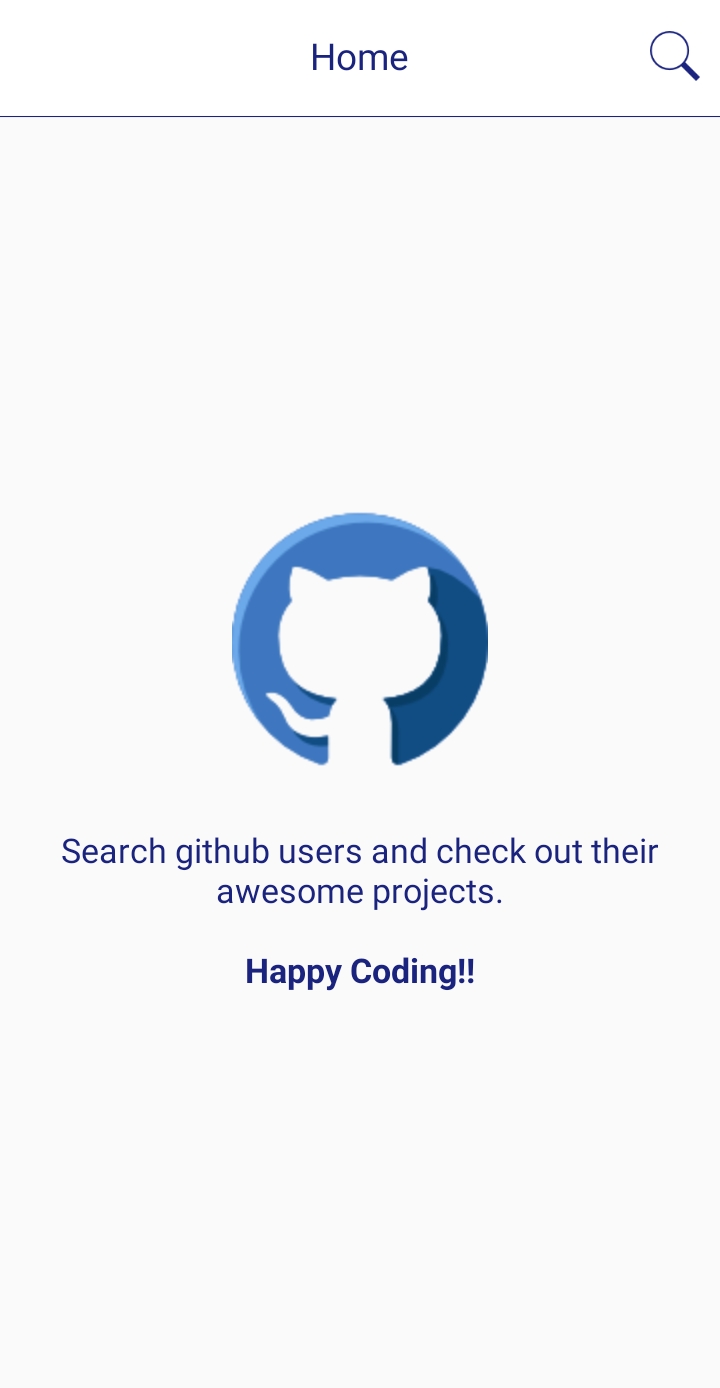 Home
Search github users and check out their
awesome projects.
Happy Coding!!